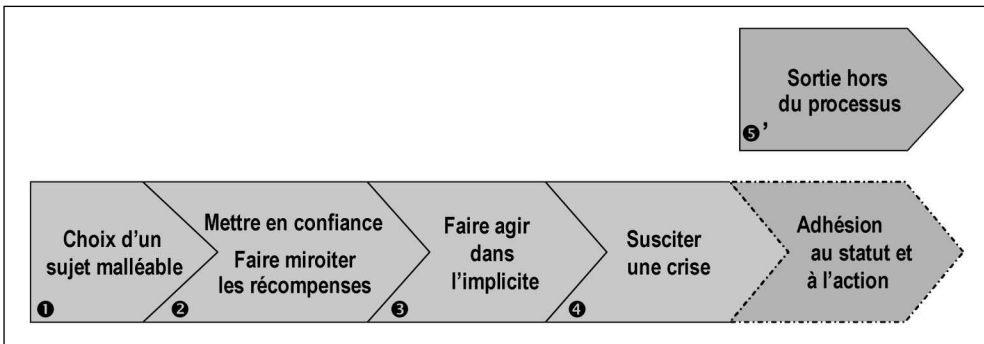 Sortie hors
du processus
❺’
Choix d’un
sujet malléable
❶
Mettre en confiance
Faire miroiter
les récompenses
❷
Faire agir
dans
l’implicite
❸
Susciter
une crise
❹
Adhésion
au statut et
à l’action